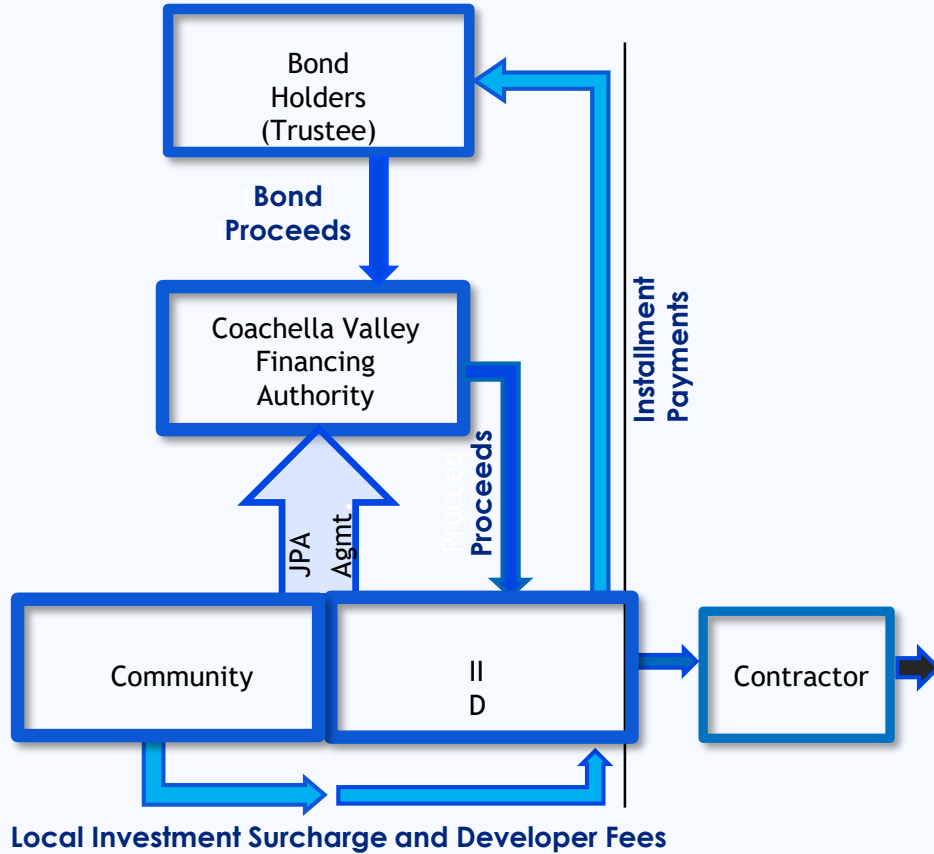 Bond
Holders
(Trustee)
Bond
Proceeds
Coachella Valley
Financing
Authority
Installment
Payments
Proceed
Proceeds
JPA
Agmt.
Community
II
D
Contractor
Local Investment Surcharge and Developer Fees